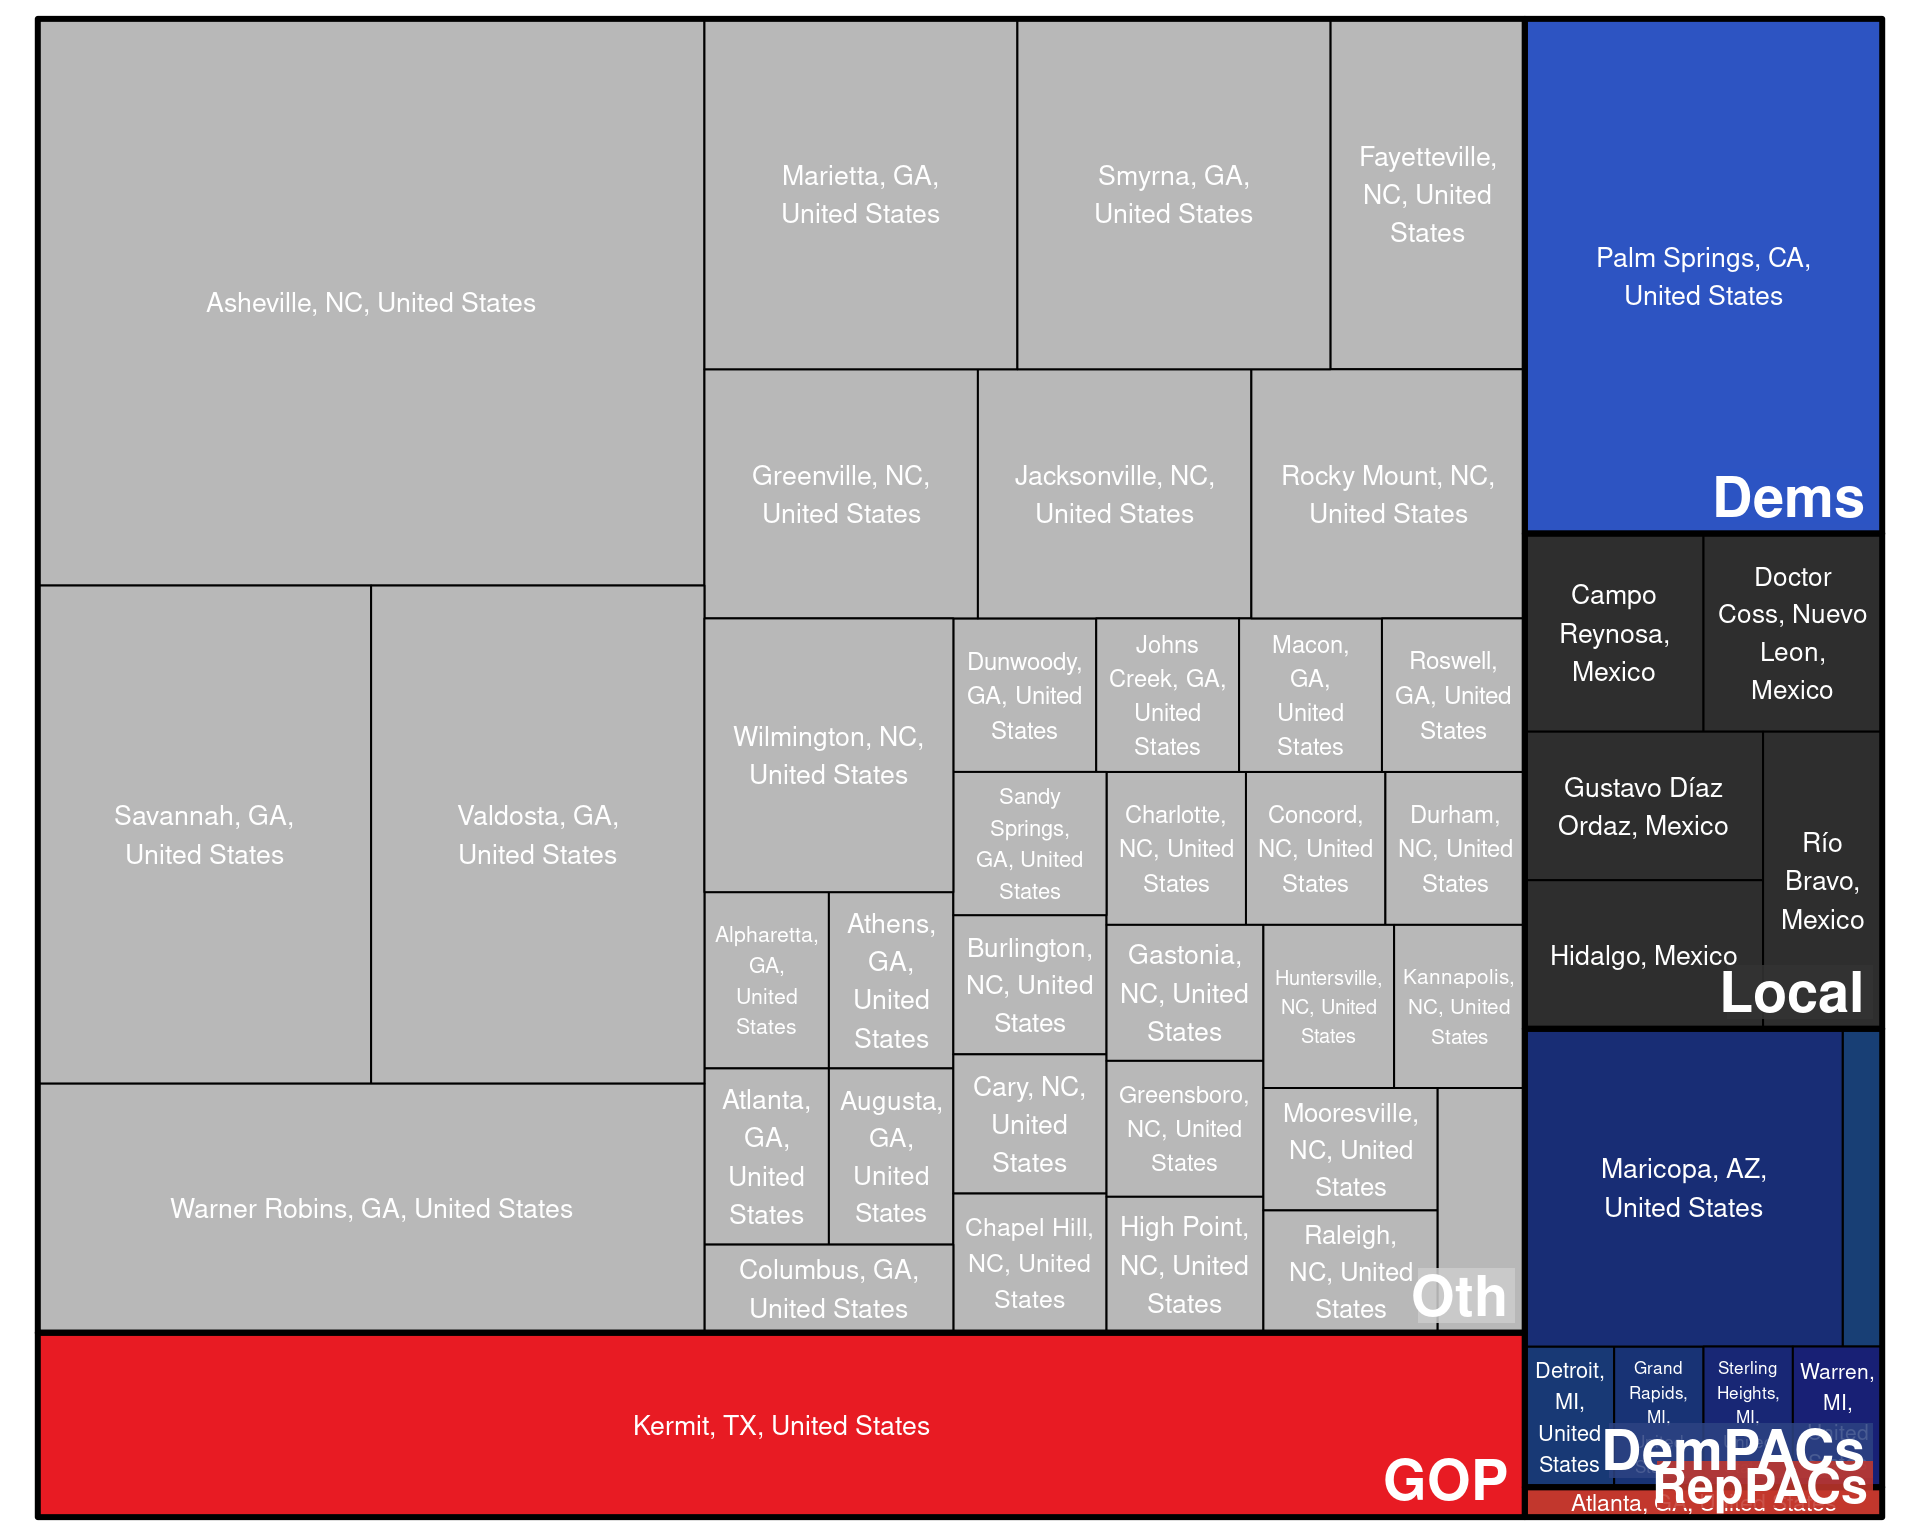 Asheville, NC, United States
Marietta, GA,
United States
Smyrna, GA,
United States
Fayetteville,
NC, United
States
Greenville, NC,
United States
Jacksonville, NC,
United States
Rocky Mount, NC,
United States
Savannah, GA,
United States
Valdosta, GA,
United States
Warner Robins, GA, United States
Wilmington, NC,
United States
Dunwoody,
GA, United
States
Johns
Creek, GA,
United
States
Macon,
GA,
United
States
Roswell,
GA, United
States
Sandy
Springs,
GA, United
States
Charlotte,
NC, United
States
Concord,
NC, United
States
Durham,
NC, United
States
Alpharetta,
GA,
United
States
Athens,
GA,
United
States
Atlanta,
GA,
United
States
Augusta,
GA,
United
States
Columbus, GA,
United States
Burlington,
NC, United
States
Cary, NC,
United
States
Chapel Hill,
NC, United
States
Gastonia,
NC, United
States
Greensboro,
NC, United
States
High Point,
NC, United
States
Huntersville,
NC, United
States
Kannapolis,
NC, United
States
Mooresville,
NC, United
States
Raleigh,
NC, United
States
Oth
Kermit, TX, United States
GOP
Palm Springs, CA,
United States
Dems
Campo
Reynosa,
Mexico
Doctor
Coss, Nuevo
Leon,
Mexico
Gustavo Díaz
Ordaz, Mexico
Hidalgo, Mexico
Río
Bravo,
Mexico
Local
Maricopa, AZ,
United States
Detroit,
MI,
United
States
Grand
Rapids,
MI,
Sterling
Heights,
MI,
Warren,
MI,
United
DemPACs
RepPACs
Atlanta, GA, United States